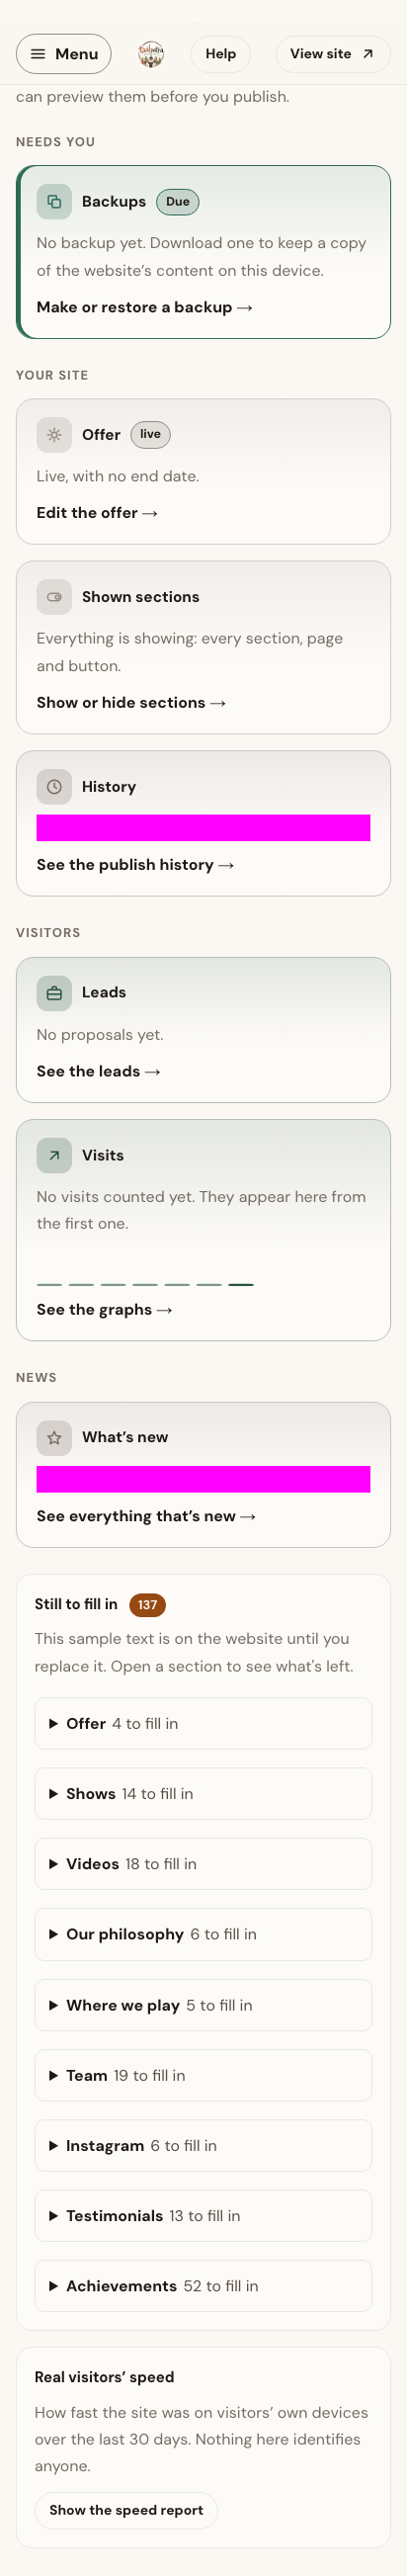 Menu
Help
View site
can preview them before you publish.
NEEDS YOU
Backups Due
No backup yet. Download one to keep a copy
of the website’s content on this device.
Make or restore a backup →
YOUR SITE
Offer live
Live, with no end date.
Edit the offer →
Shown sections
Everything is showing: every section, page
and button.
Show or hide sections →
History
See the publish history →
VISITORS
Leads
No proposals yet.
See the leads →
Visits
No visits counted yet. They appear here from
the first one.
See the graphs →
NEWS
What’s new
See everything that’s new →
Still to fill in 137
This sample text is on the website until you
replace it. Open a section to see what's left.
Offer 4 to fill in
Shows 14 to fill in
Videos 18 to fill in
Our philosophy 6 to fill in
Where we play 5 to fill in
Team 19 to fill in
Instagram 6 to fill in
Testimonials 13 to fill in
Achievements 52 to fill in
Real visitors’ speed
How fast the site was on visitors’ own devices
over the last 30 days. Nothing here identifies
anyone.
Show the speed report